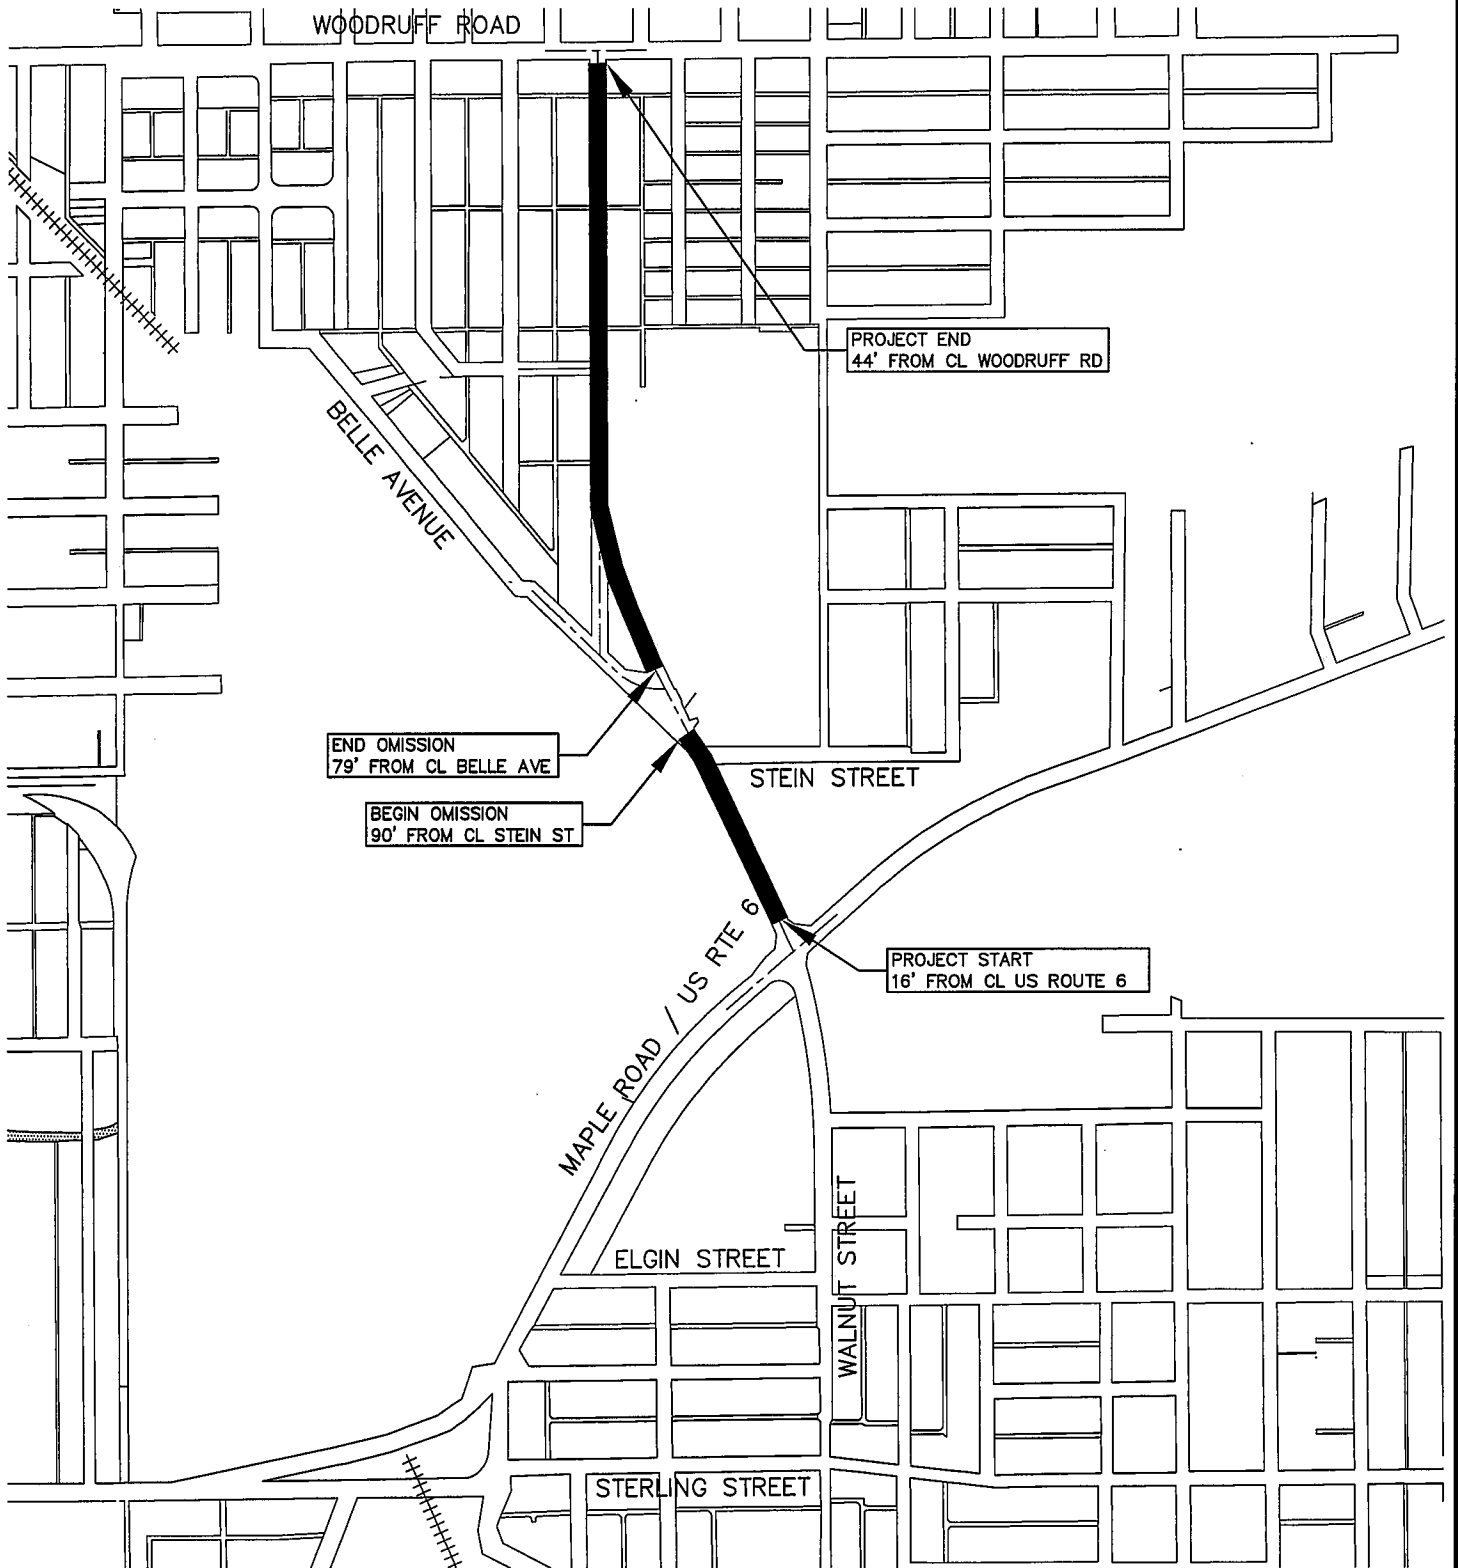 WOODRUFF ROAD
PROJECT END
44' FROM CL WOODRUFF RD
BELLE AVENUE
END OMISSION
79' FROM CL BELLE AVE
STEIN STREET
BEGIN OMISSION
90' FROM CL STEIN ST
MAPLE ROAD / US RTE 6
PROJECT START
16' FROM CL US ROUTE 6
WALNUT STREET
ELGIN STREET
STERLING STREET